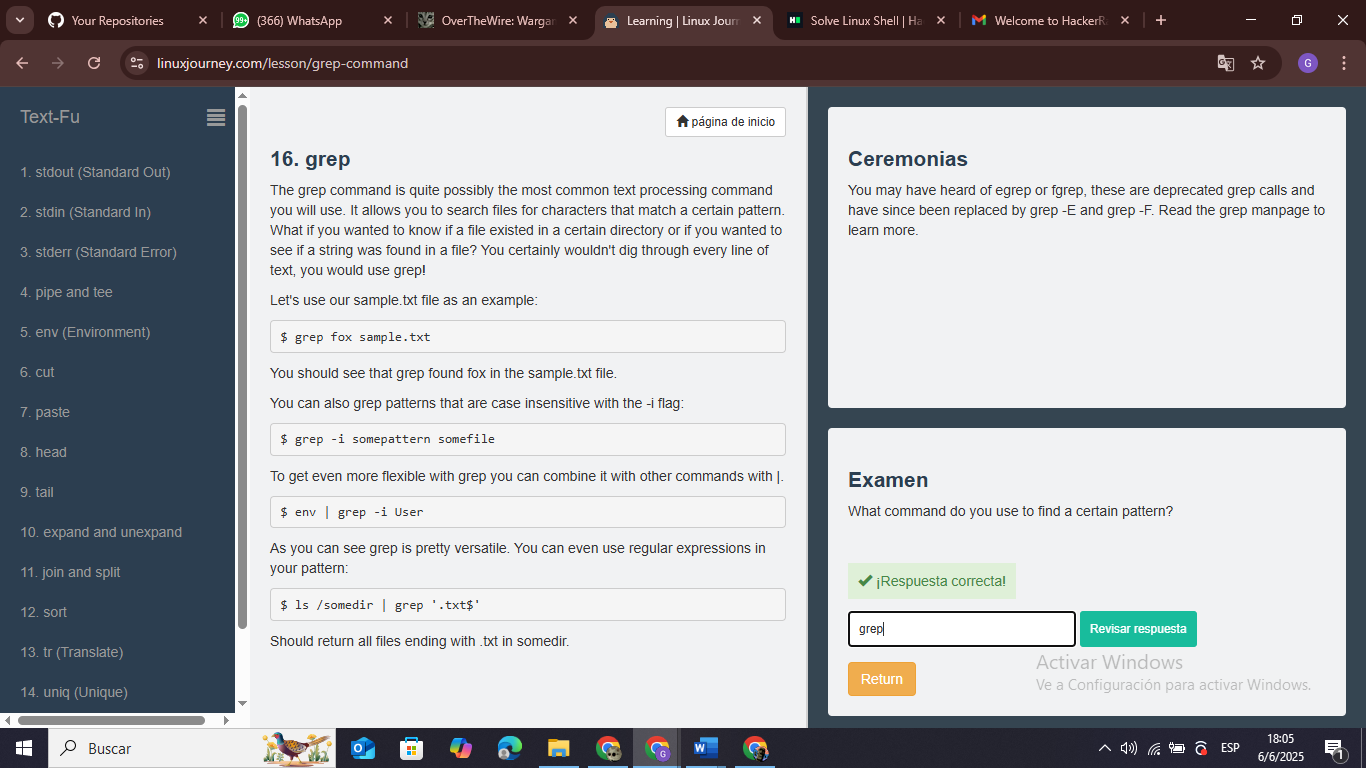 Your Repositories
99+
(366) WhatsApp
OverTheWire: Wargar
Learning | Linux Journ
Solve Linux Shell | Ha
Welcome to HackerRa
linuxjourney.com/lesson/grep-command
G
Text-Fu
1. stdout (Standard Out)
2. stdin (Standard In)
3. stderr (Standard Error)
4. pipe and tee
5. env (Environment)
6. cut
7. paste
8. head
9. tail
10. expand and unexpand
11. join and split
12. sort
13. tr (Translate)
14. uniq (Unique)
página de inicio
16. grep
The grep command is quite possibly the most common text processing command
you will use. It allows you to search files for characters that match a certain pattern.
What if you wanted to know if a file existed in a certain directory or if you wanted to
see if a string was found in a file? You certainly wouldn't dig through every line of
text, you would use grep!
Let's use our sample.txt file as an example:
$ grep fox sample.txt
You should see that grep found fox in the sample.txt file.
You can also grep patterns that are case insensitive with the -i flag:
$ grep -i somepattern somefile
To get even more flexible with grep you can combine it with other commands with |.
$ env | grep -i User
As you can see grep is pretty versatile. You can even use regular expressions in
your pattern:
$ ls /somedir | grep '.txt$'
Should return all files ending with .txt in somedir.
Ceremonias
You may have heard of egrep or fgrep, these are deprecated grep calls and
have since been replaced by grep -E and grep -F. Read the grep manpage to
learn more.
Examen
What command do you use to find a certain pattern?
¡Respuesta correcta!
grep
Revisar respuesta
Return
Activar Windows
Ve a Configuración para activar Windows.
Buscar
ESP
18:05
6/6/2025
1